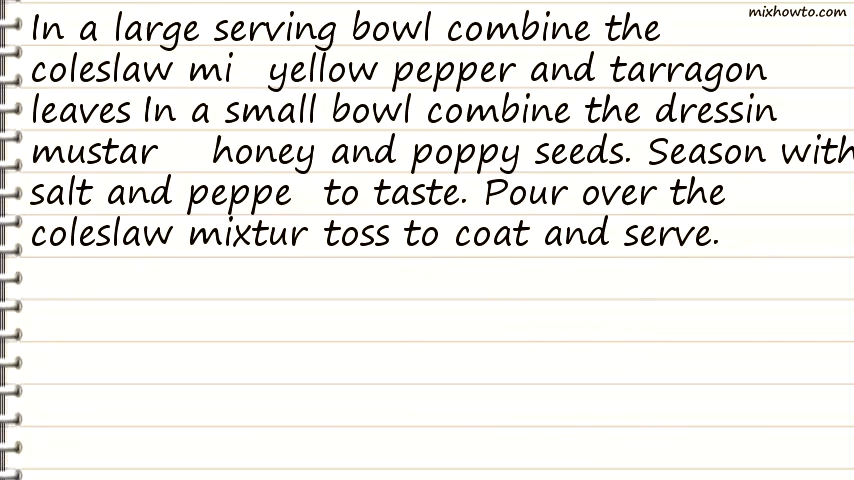 mixhowto.com
In a large serving bowl combine the
coleslaw mi yellow pepper and tarragon
leaves In a small bowl combine the dressin
mustar honey and poppy seeds. Season with
salt and peppe to taste. Pour over the
coleslaw mixtur toss to coat and serve.